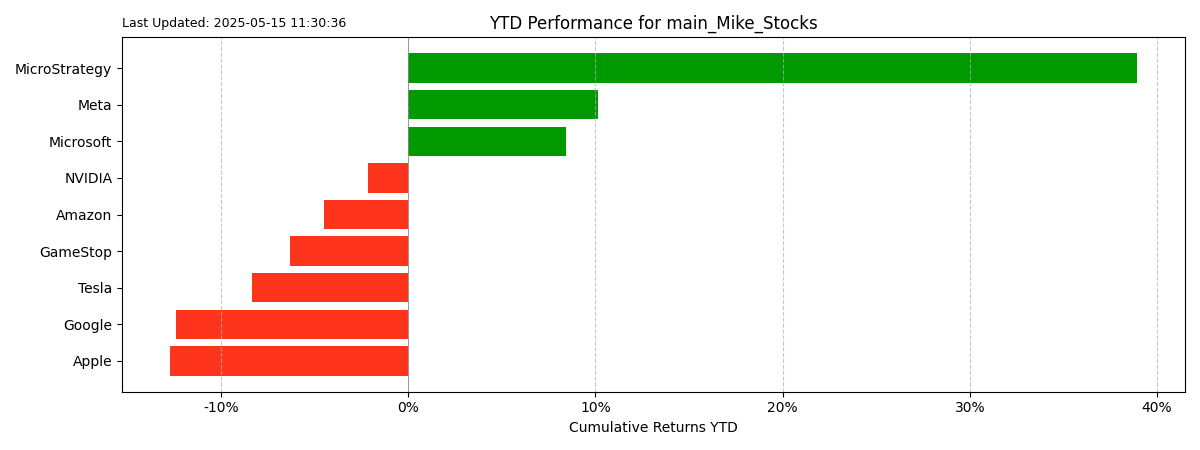 Last Updated: 2025-05-15 11:30:36
YTD Performance for main_Mike_Stocks
MicroStrategy
Meta
Microsoft
NVIDIA
Amazon
GameStop
Tesla
Google
Apple
-10% 0% 10% 20% 30% 40%
Cumulative Returns YTD